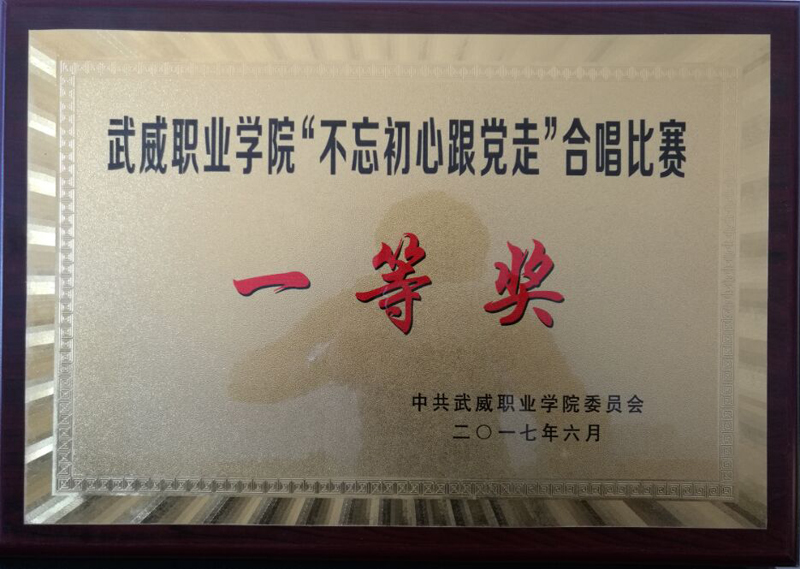 武威职业学院“不忘初心跟党走”合唱比赛
一等奖
中共武威职业学院委员会
二〇一七年六月